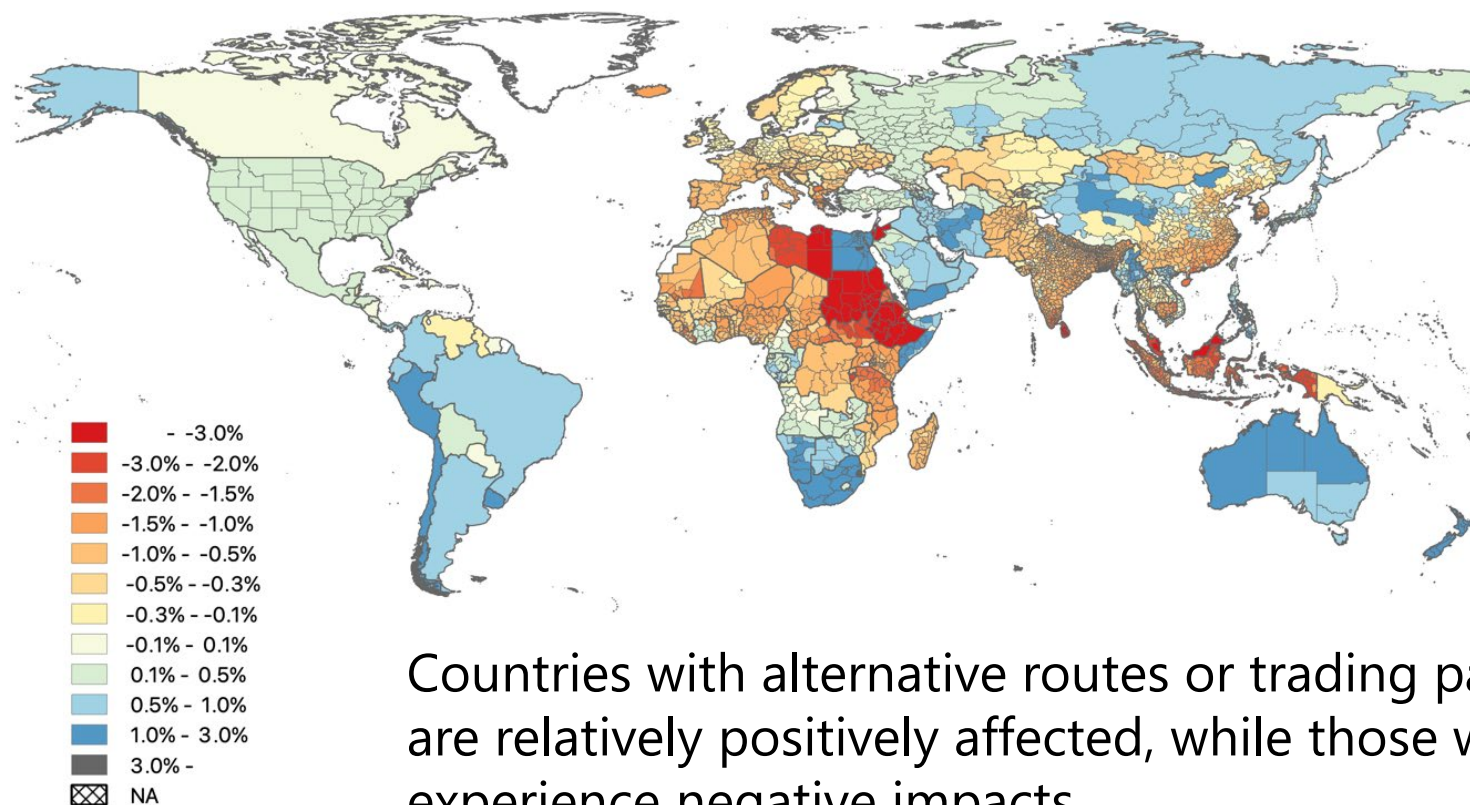 - -3.0%
-3.0% - -2.0%
-2.0% - -1.5%
-1.5% - -1.0%
-1.0% - -0.5%
-0.5% - -0.3%
-0.3% - -0.1%
-0.1% - 0.1%
0.1% - 0.5%
0.5% - 1.0%
1.0% - 3.0%
3.0% -
NA
Countries with alternative routes or trading
are relatively positively affected, while those
experience negative impacts